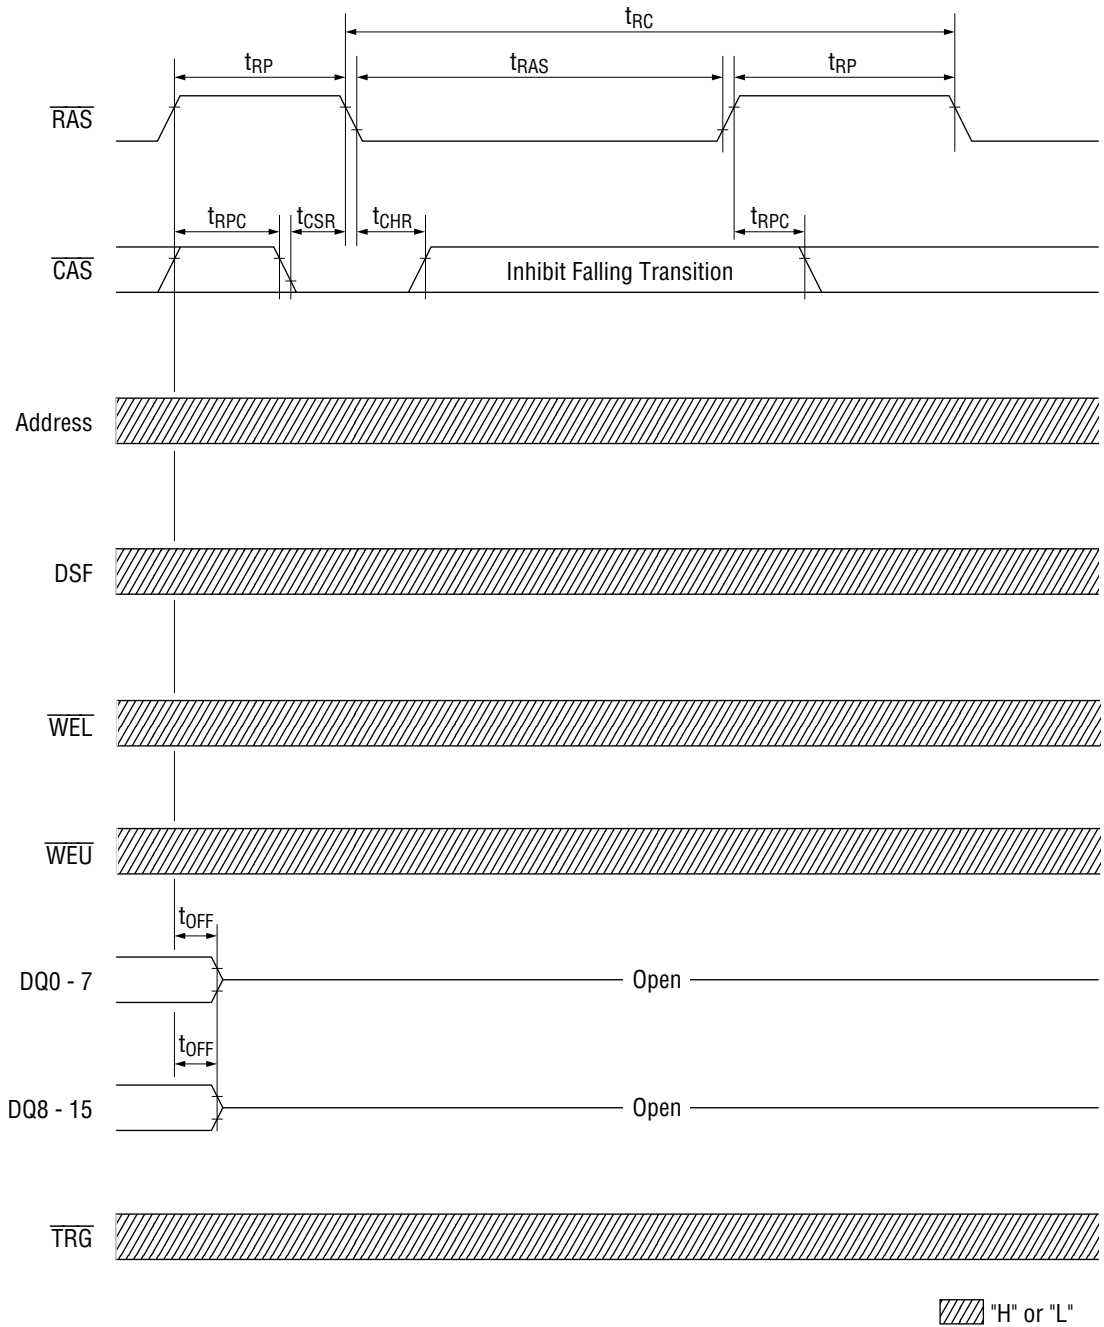 tRC
tRP tRAS tRP
RAS
tRPC tCSR tCHR tRPC
CAS Inhibit Falling Transition
Address
DSF
WEL
WEU
tOFF
DQ0 - 7 Open
tOFF
DQ8 - 15 Open
TRG
"H" or "L"